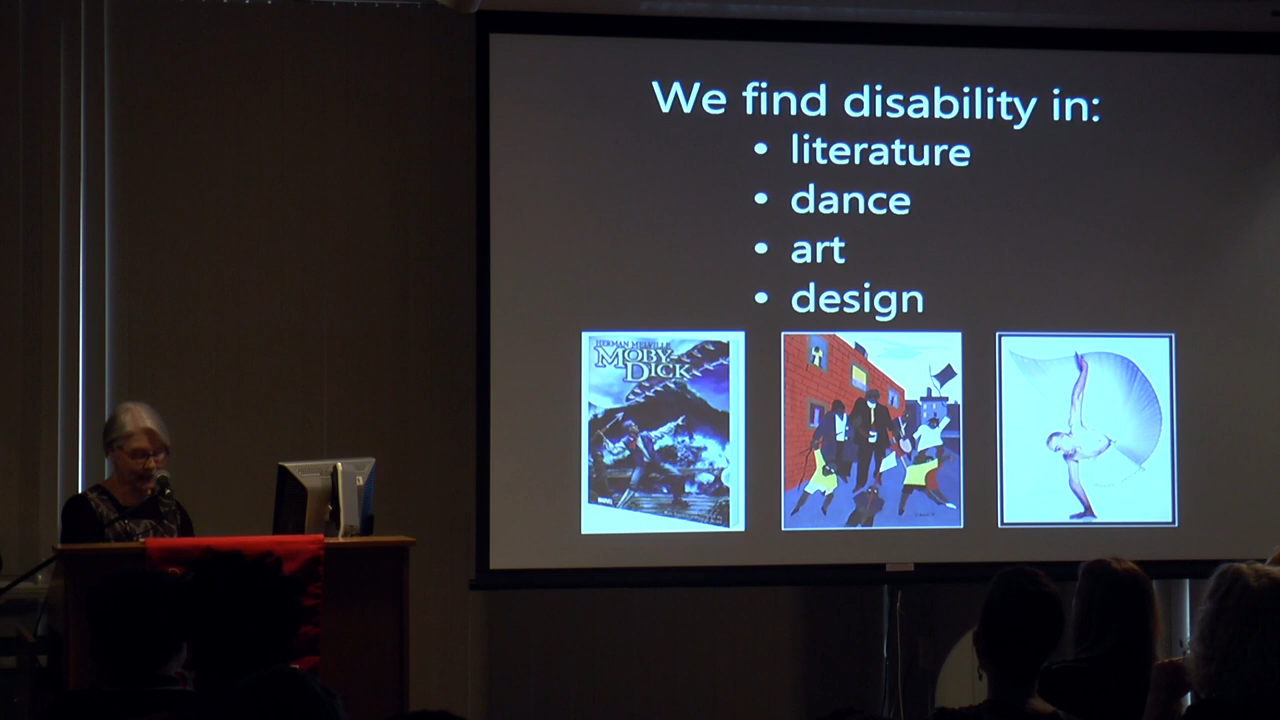 We find disability in:
• literature
• dance
• art
• design
HERMAN MELVILLE
MOBY-
DICK